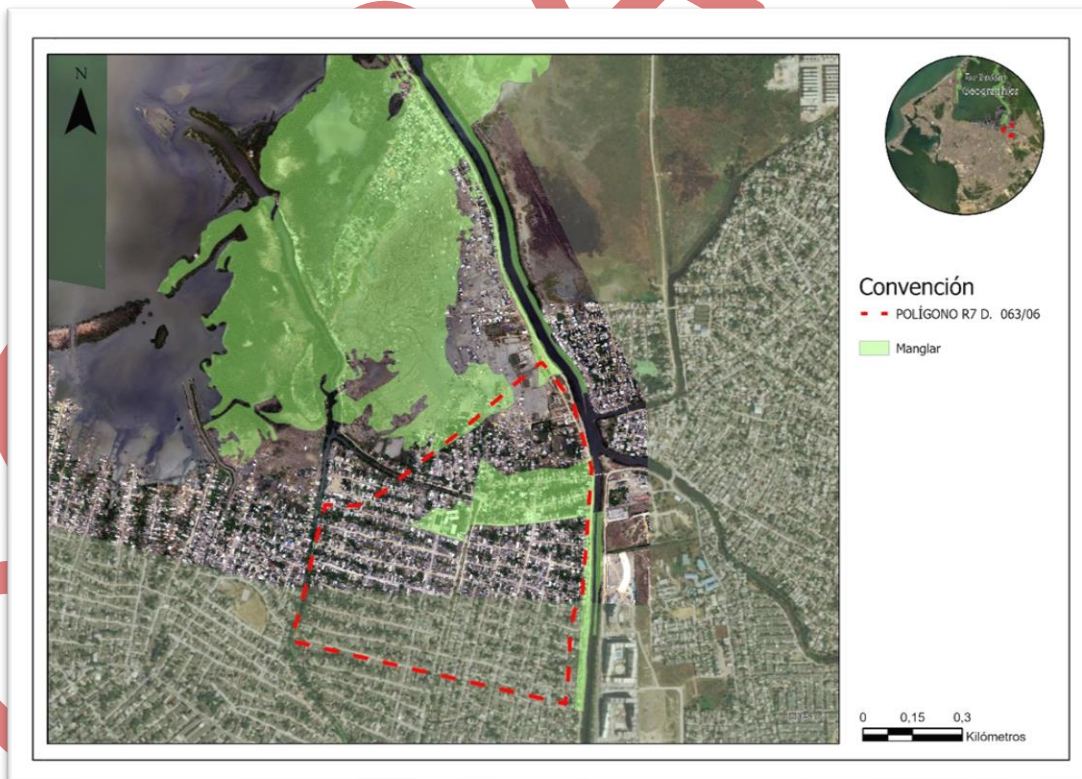 N
Convención
POLÍGONO R7 D. 063/06
Manglar
0 0,15 0,3
Kilómetros